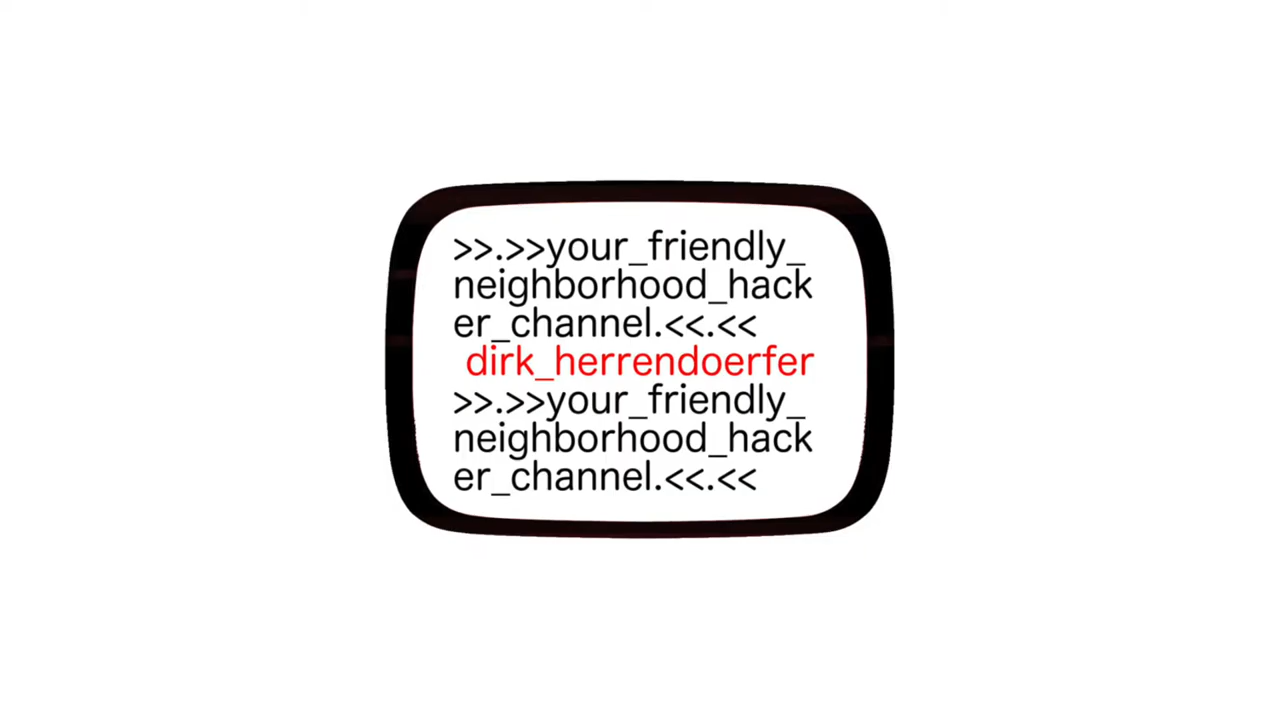 >>.>>your_friendly_
neighborhood_hack
er_channel.<<.<<
dirk_herrendoerfer
>>.>>your_friendly_
neighborhood_hack
er_channel.<<.<<